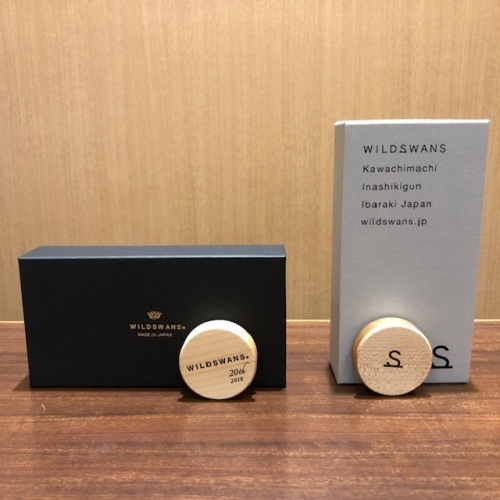 WILDSWANS
MADE IN JAPAN
WILDSWANS
20th
2018
WILDSWANS
Kawachimachi
Inashikigun
Ibaraki Japan
wildswans.jp
S
S